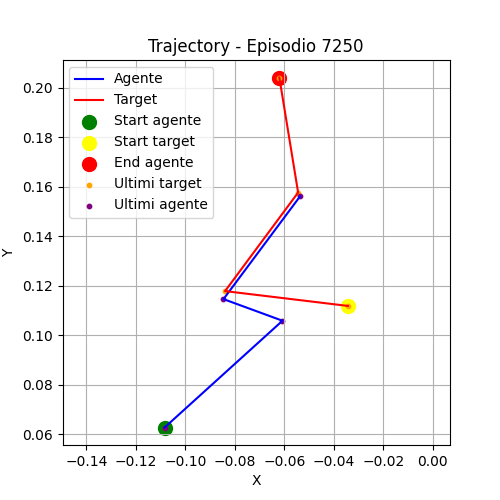 Trajectory - Episodio 7250
Agente
Target
Start agente
Start target
End agente
Ultimi target
Ultimi agente
0.20
0.18
0.16
0.14
0.12
0.10
0.08
0.06
Y
−0.14 −0.12 −0.10 −0.08 −0.06 −0.04 −0.02 0.00
X